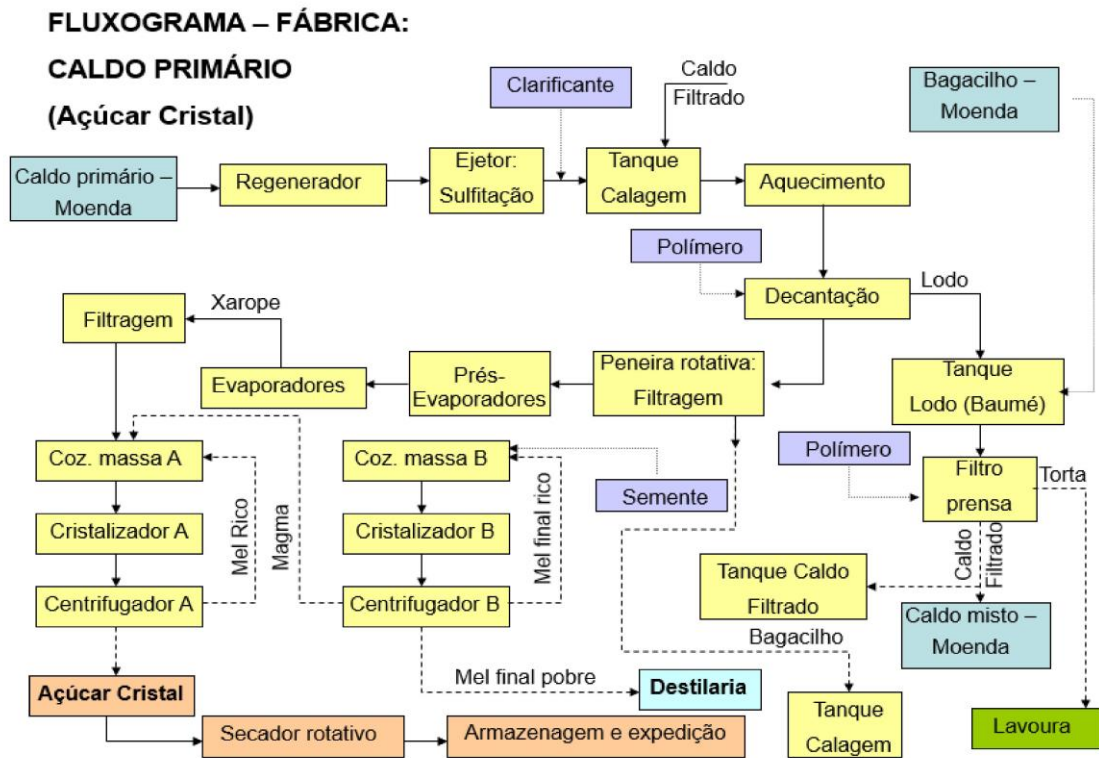 FLUXOGRAMA – FÁBRICA:
CALDO PRIMÁRIO
(Açúcar Cristal)
Clarificante
Caldo
Filtrado
Bagacilho –
Moenda
Caldo primário –
Moenda
Regenerador
Ejetor:
Sulfitação
Tanque
Calagem
Aquecimento
Polímero
Decantação
Lodo
Xarope
Filtragem
Evaporadores
Prés-
Evaporadores
Peneira rotativa:
Filtragem
Tanque
Lodo (Baumé)
Coz. massa A
Coz. massa B
Semente
Polímero
Filtro
prensa
Torta
Cristalizador A
Mel Rico
Magma
Cristalizador B
Mel final rico
Caldo
Filtrado
Centrifugador A
Centrifugador B
Tanque Caldo
Filtrado
Caldo misto –
Moenda
Bagacilho
Açúcar Cristal
Mel final pobre
Destilaria
Tanque
Calagem
Lavoura
Secador rotativo
Armazenagem e expedição